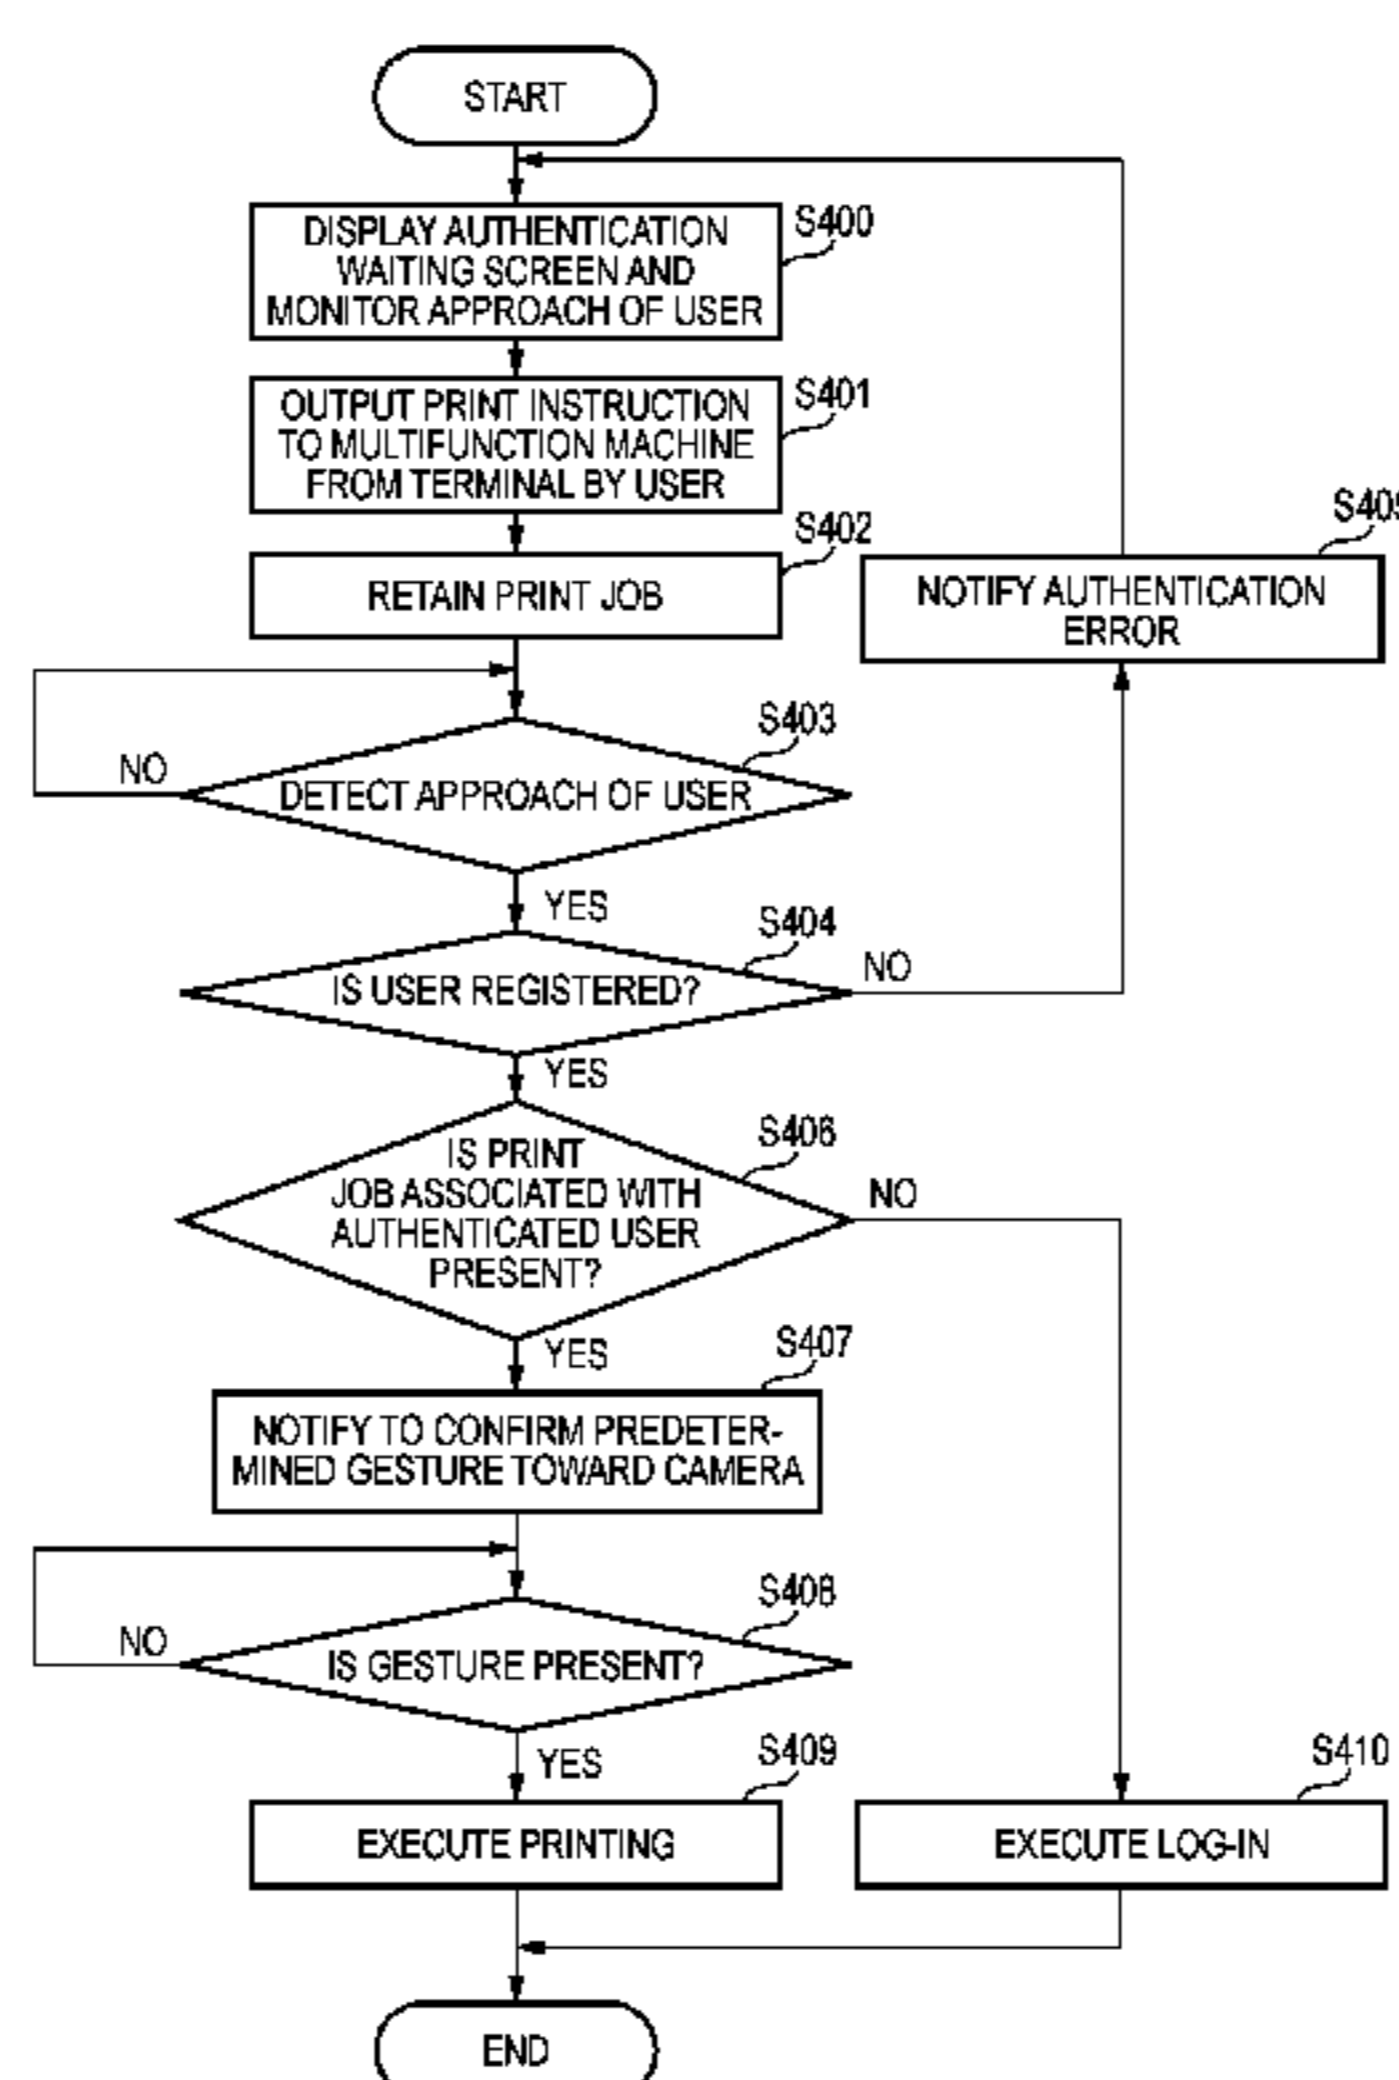 START
DISPLAY AUTHENTICATION
WAITING SCREEN AND
MONITOR APPROACH OF USER
S400
OUTPUT PRINT INSTRUCTION
TO MULTIFUNCTION MACHINE
FROM TERMINAL BY USER
S401
RETAIN PRINT JOB
S402
NOTIFY AUTHENTICATION
ERROR
S405
DETECT APPROACH OF USER
S403
NO
YES
IS USER REGISTERED?
S404
NO
YES
IS PRINT
JOB ASSOCIATED WITH
AUTHENTICATED USER
PRESENT?
S406
NO
YES
S407
NOTIFY TO CONFIRM PREDETER-
MINED GESTURE TOWARD CAMERA
S408
IS GESTURE PRESENT?
NO
YES
S409
EXECUTE PRINTING
S410
EXECUTE LOG-IN
END